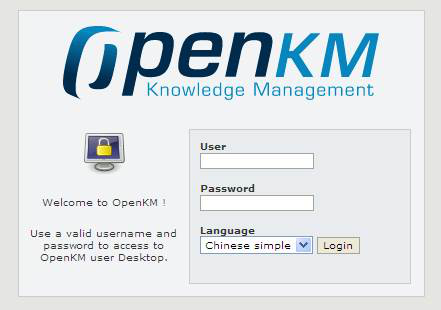 OpenKM
Knowledge Management
Welcome to OpenKM !
Use a valid username and
password to access to
OpenKM user Desktop.
User
Password
Language
Chinese simple Login